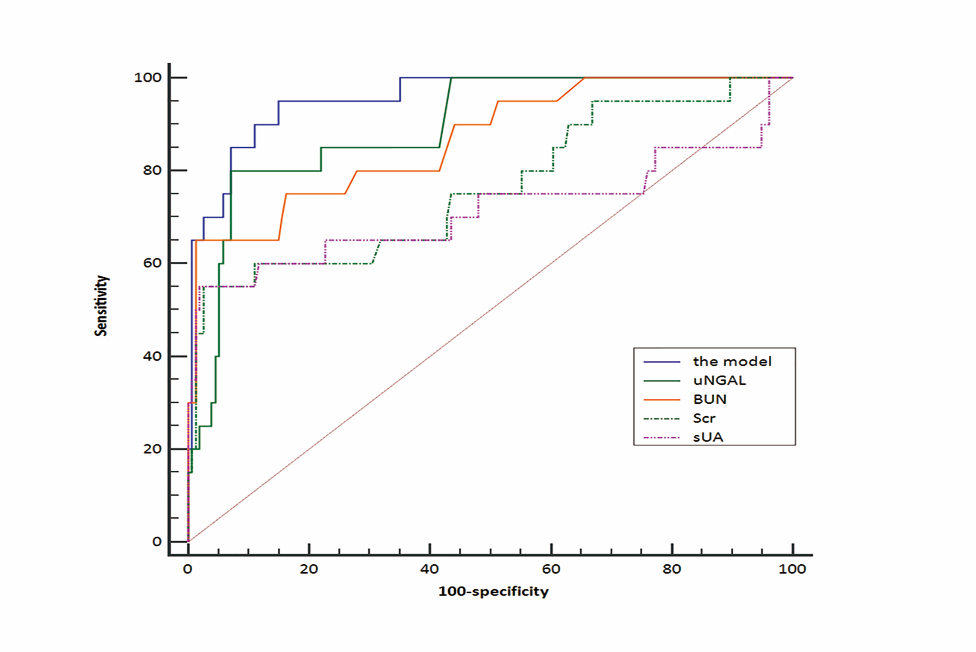 100
80
60
40
20
0
Sensitivity
the model
uNGAL
BUN
Scr
sUA
0 20 40 60 80 100
100-specificity